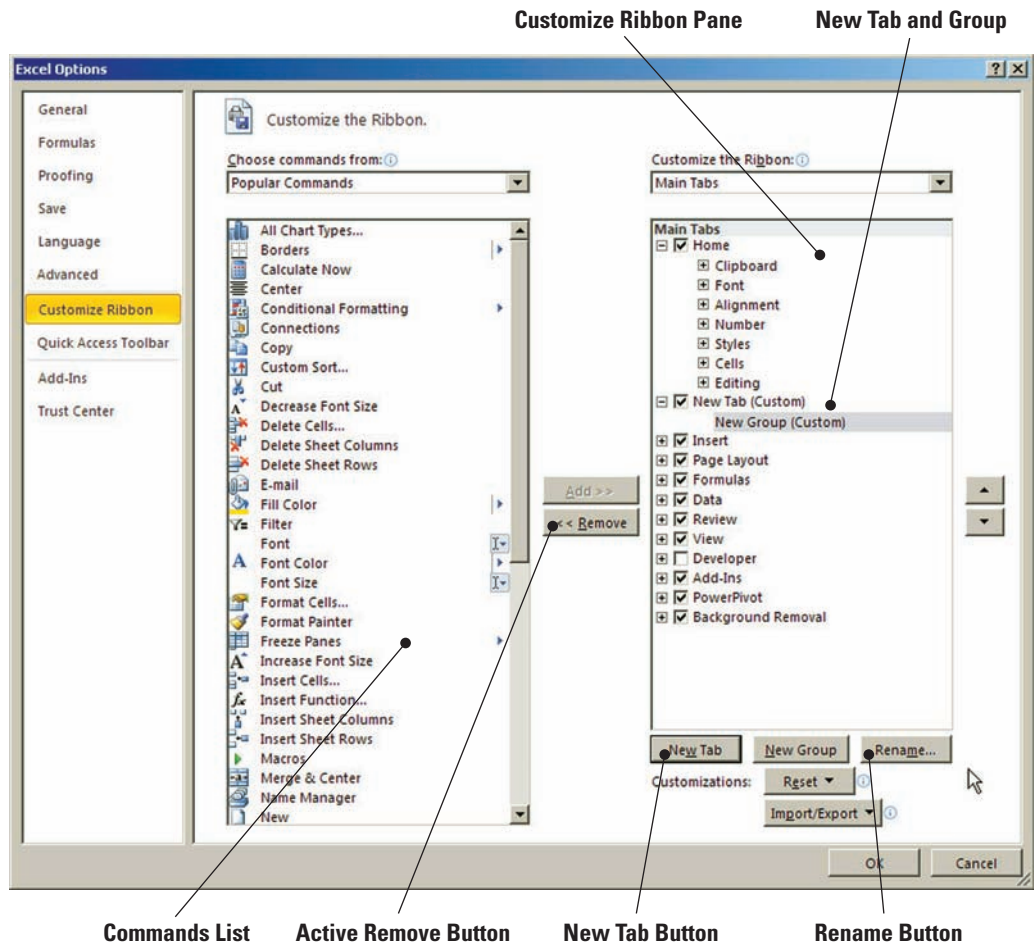 Customize Ribbon Pane
New Tab and Group
Excel Options
General
Formulas
Proofing
Save
Language
Advanced
Customize Ribbon
Quick Access Toolbar
Add-Ins
Trust Center
Customize the Ribbon.
Choose commands from:
Popular Commands
All Chart Types...
Borders
Calculate Now
Center
Conditional Formatting
Connections
Copy
Custom Sort...
Cut
Decrease Font Size
Delete Cells...
Delete Sheet Columns
Delete Sheet Rows
E-mail
Fill Color
Filter
Font
Font Color
Font Size
Format Cells...
Format Painter
Freeze Panes
Increase Font Size
Insert Cells...
Insert Function...
Insert Sheet Columns
Insert Sheet Rows
Macros
Merge & Center
Name Manager
New
Add >>
<< Remove
Customize the Ribbon:
Main Tabs
Main Tabs
Home
Clipboard
Font
Alignment
Number
Styles
Cells
Editing
New Tab (Custom)
New Group (Custom)
Insert
Page Layout
Formulas
Data
Review
View
Developer
Add-Ins
PowerPivot
Background Removal
New Tab
New Group
Rename...
Customizations:
Reset
Import/Export
OK
Cancel
Commands List
Active Remove Button
New Tab Button
Rename Button